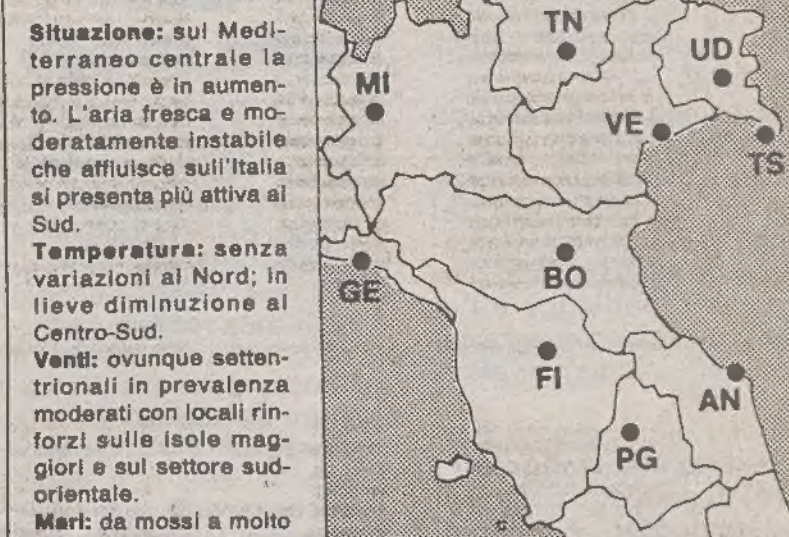 Situazione: sul Medi-
terraneo centrale la
pressione è in aumen-
to. L'aria fresca e mo-
deratamente instabile
che affluisce sull'Italia
si presenta più attiva al
Sud.
Temperatura: senza
variazioni al Nord; in
lieve diminuzione al
Centro-Sud.
Venti: ovunque setten-
trionali in prevalenza
moderati con locali rin-
forzi sulle isole mag-
giori e sul settore sud-
orientale.
Mari: da mossi a molto
TN
UD
MI
VE
TS
BO
GE
FI
AN
PG